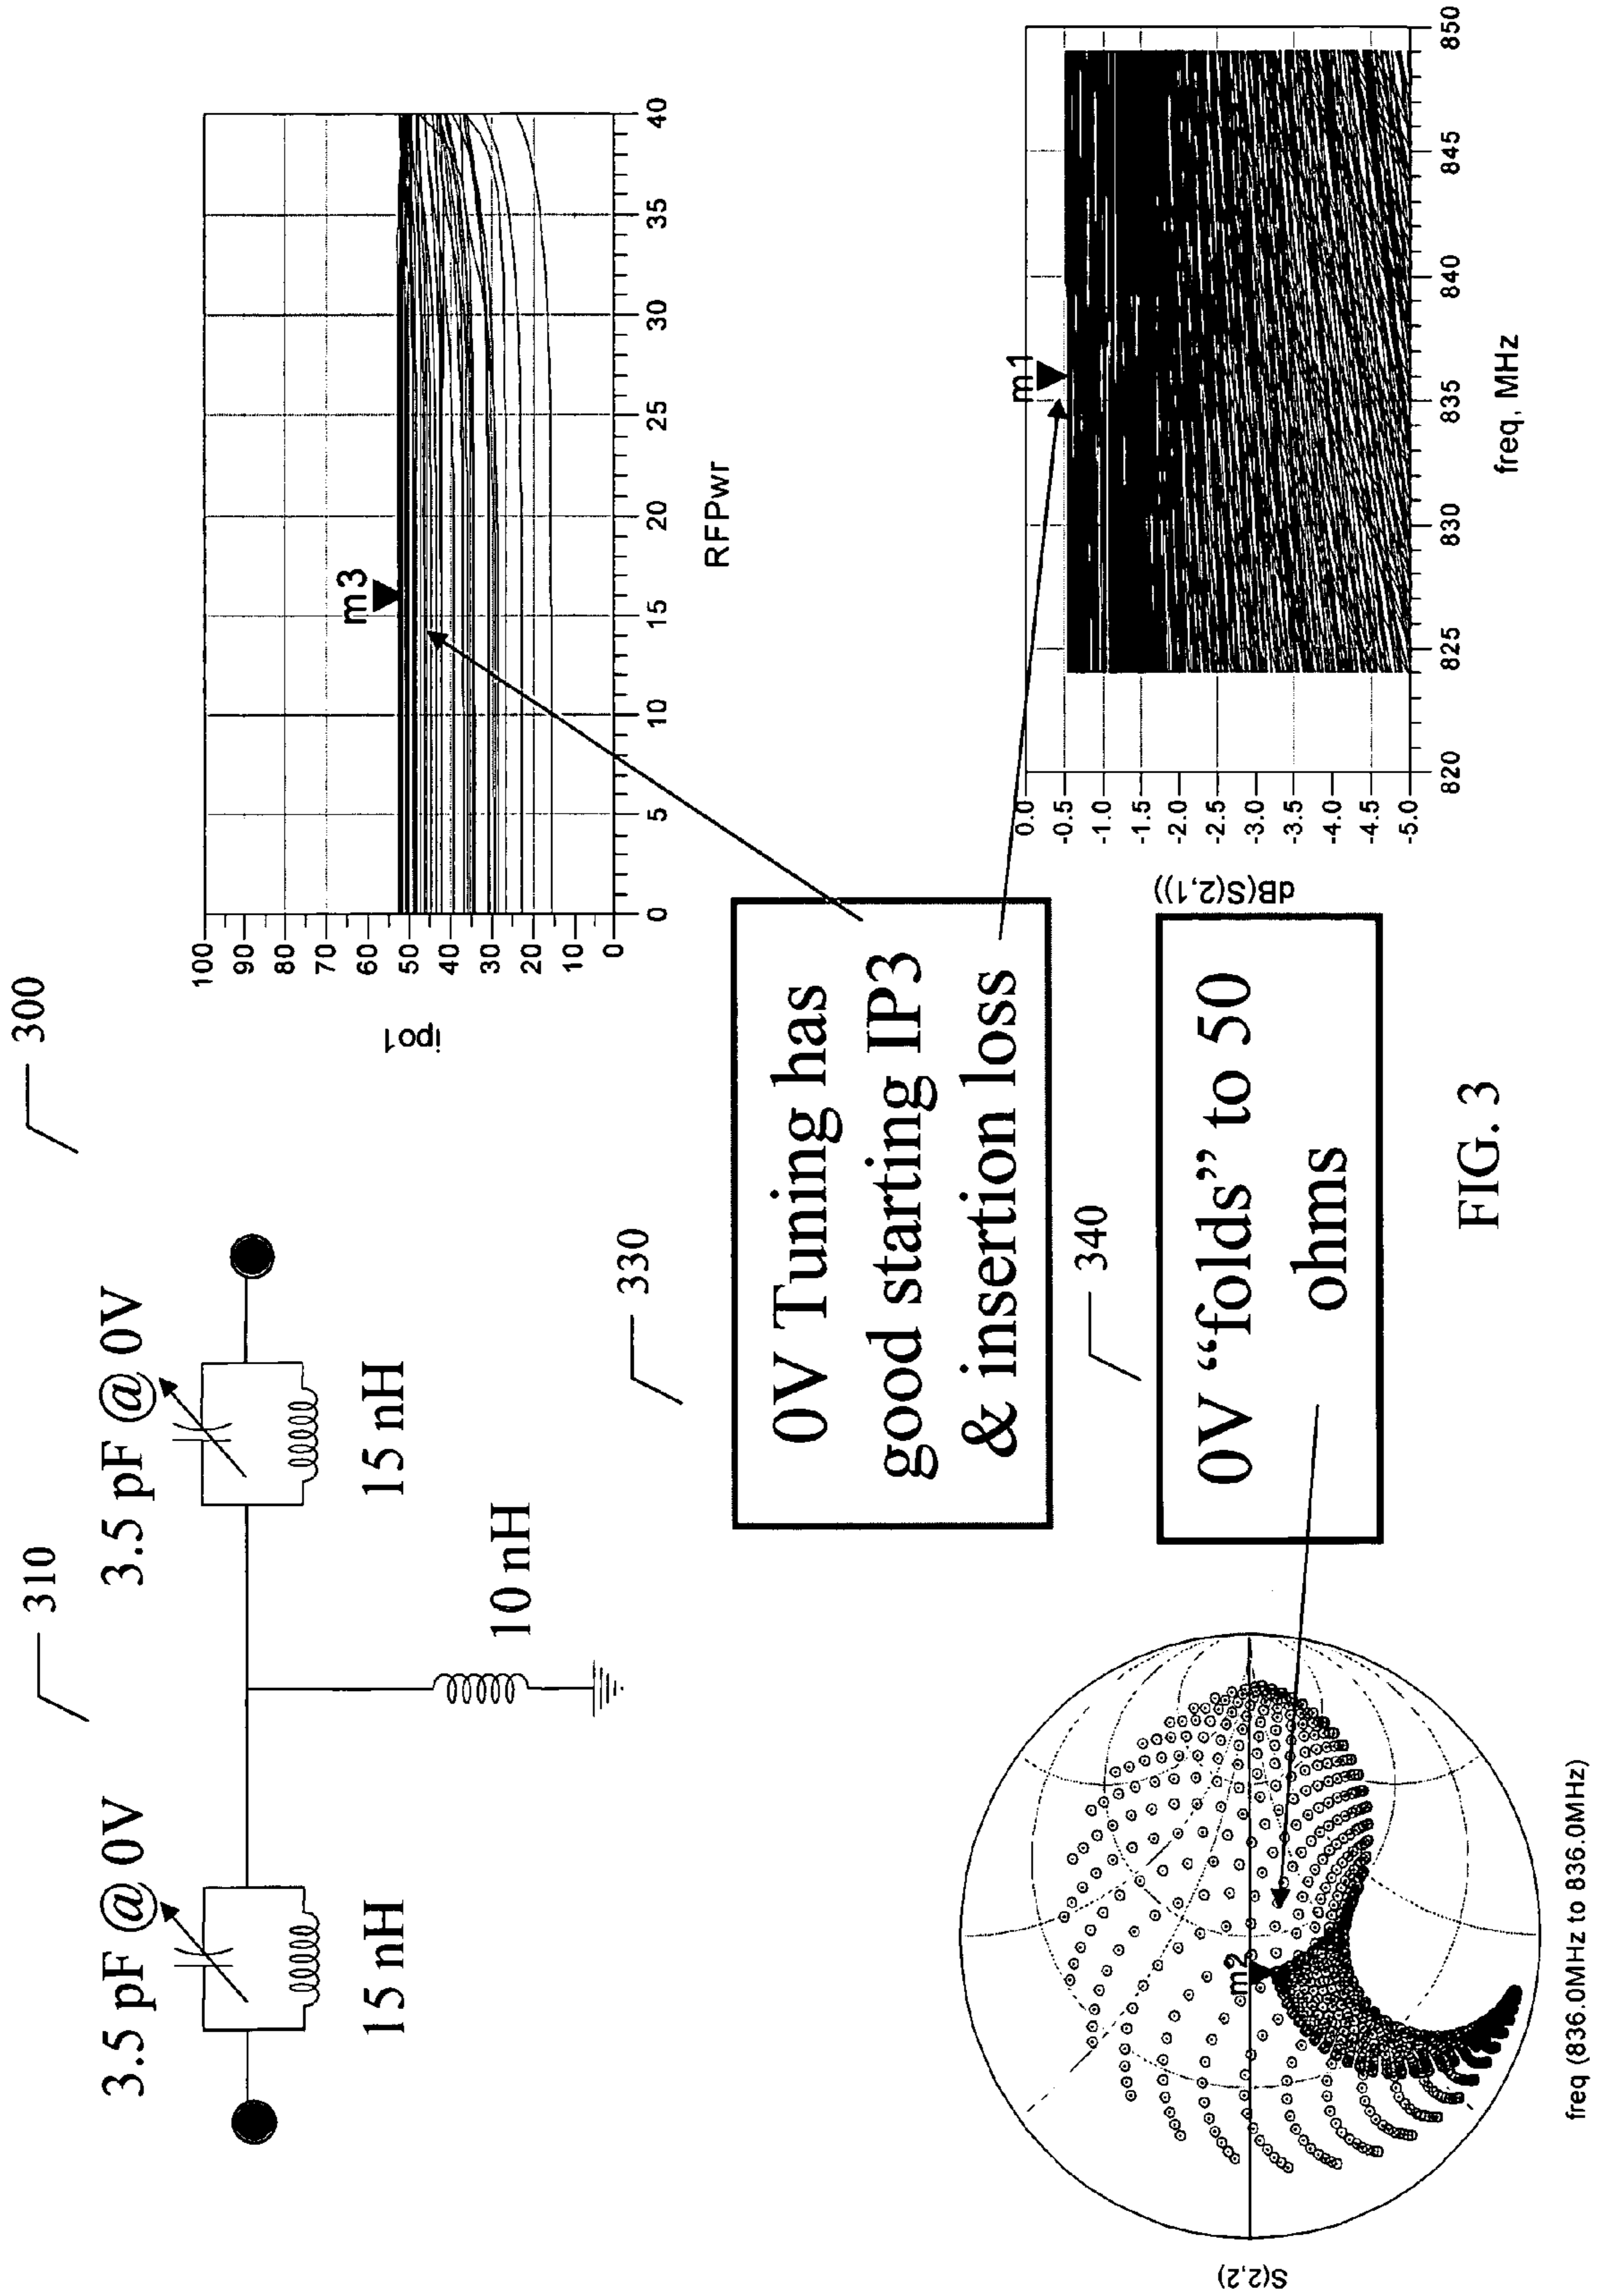 300
310
3.5 pF @ 0V
3.5 pF @ 0V
15 nH
15 nH
10 nH
ipo1
100
90
80
70
60
50
40
30
20
10
0
m3
0
5
10
15
20
25
30
35
40
RFPwr
330
0V Tuning has
good starting IP3
& insertion loss
340
0V “folds” to 50
ohms
S(2,2)
m2
freq (836.0MHz to 836.0MHz)
dB(S(2,1))
0.0
-0.5
-1.0
-1.5
-2.0
-2.5
-3.0
-3.5
-4.0
-4.5
-5.0
m1
820
825
830
835
840
845
850
freq, MHz
FIG. 3